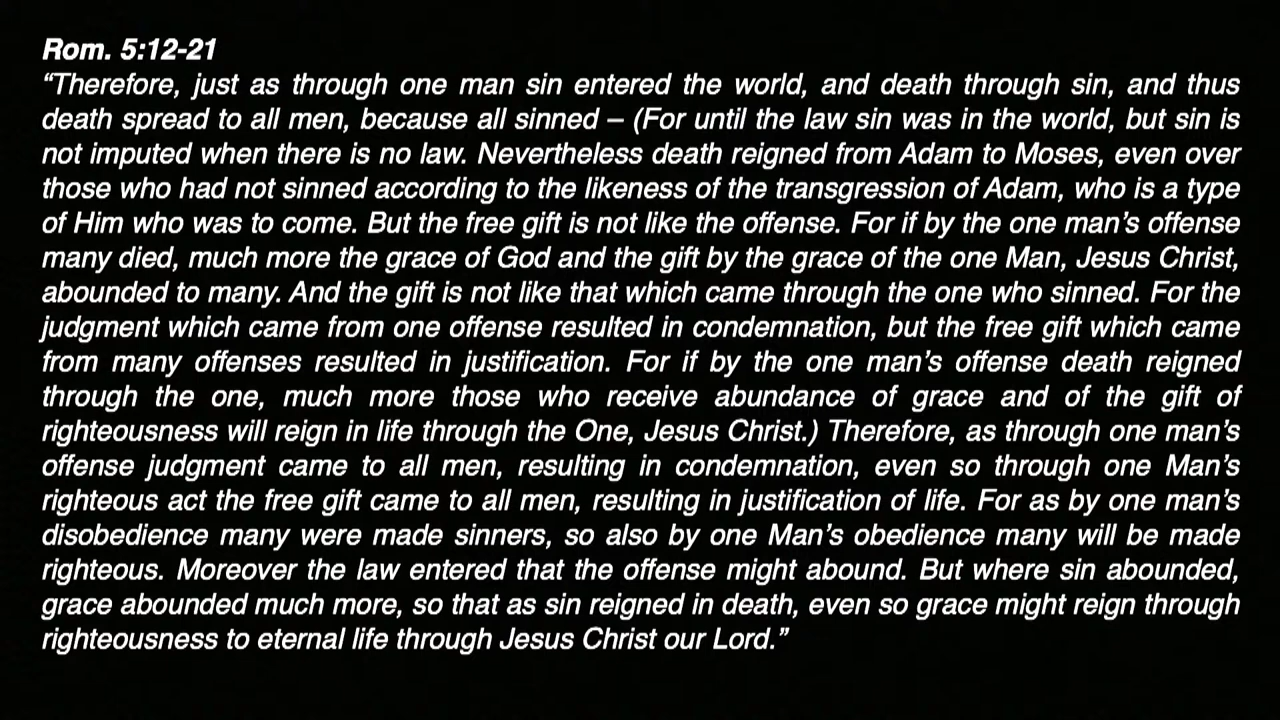 Rom. 5:12-21
“Therefore, just as through one man sin entered the world, and death through sin, and thus
death spread to all men, because all sinned – (For until the law sin was in the world, but sin is
not imputed when there is no law. Nevertheless death reigned from Adam to Moses, even over
those who had not sinned according to the likeness of the transgression of Adam, who is a type
of Him who was to come. But the free gift is not like the offense. For if by the one man’s offense
many died, much more the grace of God and the gift by the grace of the one Man, Jesus Christ,
abounded to many. And the gift is not like that which came through the one who sinned. For the
judgment which came from one offense resulted in condemnation, but the free gift which came
from many offenses resulted in justification. For if by the one man’s offense death reigned
through the one, much more those who receive abundance of grace and of the gift of
righteousness will reign in life through the One, Jesus Christ.) Therefore, as through one man’s
offense judgment came to all men, resulting in condemnation, even so through one Man’s
righteous act the free gift came to all men, resulting in justification of life. For as by one man’s
disobedience many were made sinners, so also by one Man’s obedience many will be made
righteous. Moreover the law entered that the offense might abound. But where sin abounded,
grace abounded much more, so that as sin reigned in death, even so grace might reign through
righteousness to eternal life through Jesus Christ our Lord.”